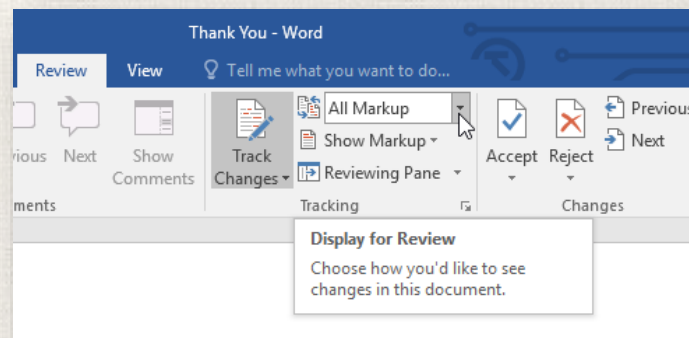 Thank You - Word
Review View Tell me what you want to do...
All Markup
Show Markup
Reviewing Pane
Next
Show
Comments
Track
Changes
Accept Reject
Previous
Next
ments
Tracking
Changes
Display for Review
Choose how you'd like to see
changes in this document.